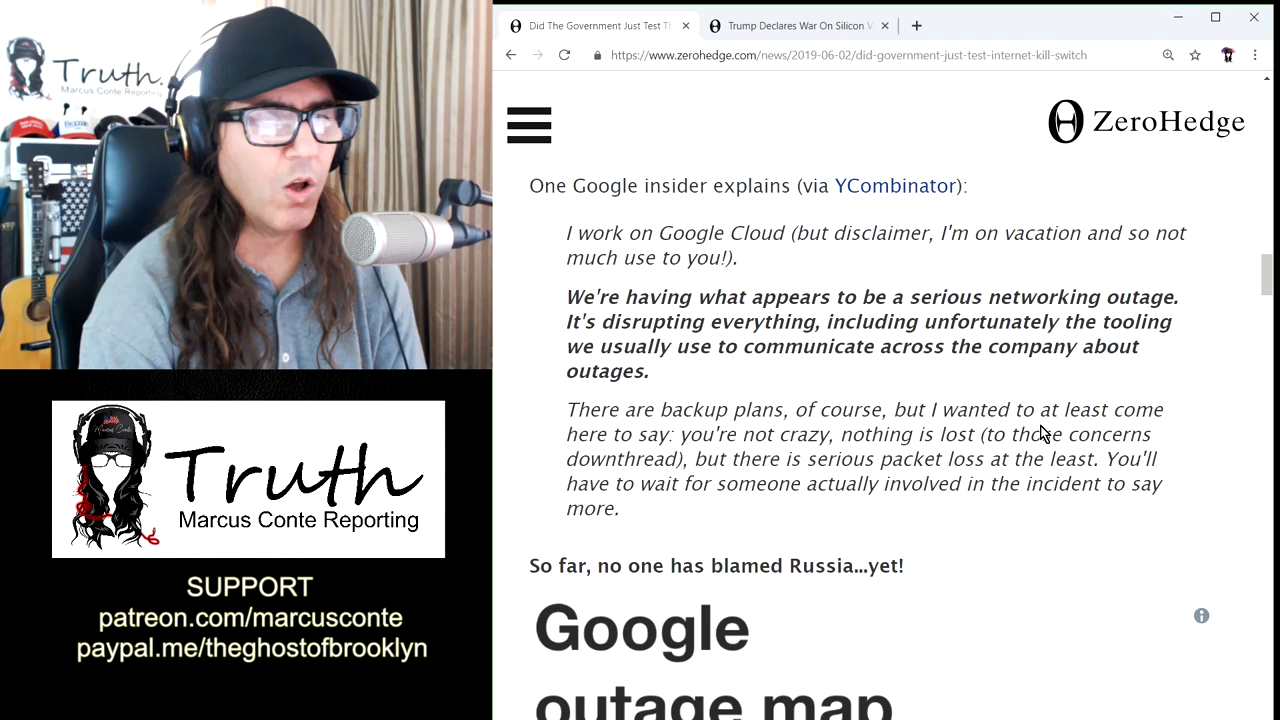 Truth.
Marcus Conte Reporting
Did The Government Just Test Th
Trump Declares War On Silicon V
https://www.zerohedge.com/news/2019-06-02/did-government-just-test-internet-kill-switch
ZeroHedge
One Google insider explains (via YCombinator):
I work on Google Cloud (but disclaimer, I'm on vacation and so not
much use to you!).
We're having what appears to be a serious networking outage.
It's disrupting everything, including unfortunately the tooling
we usually use to communicate across the company about
outages.
There are backup plans, of course, but I wanted to at least come
here to say: you're not crazy, nothing is lost (to those concerns
downthread), but there is serious packet loss at the least. You'll
have to wait for someone actually involved in the incident to say
more.
So far, no one has blamed Russia...yet!
Google
outage map
Truth
Marcus Conte Reporting
SUPPORT
patreon.com/marcusconte
paypal.me/theghostofbrooklyn